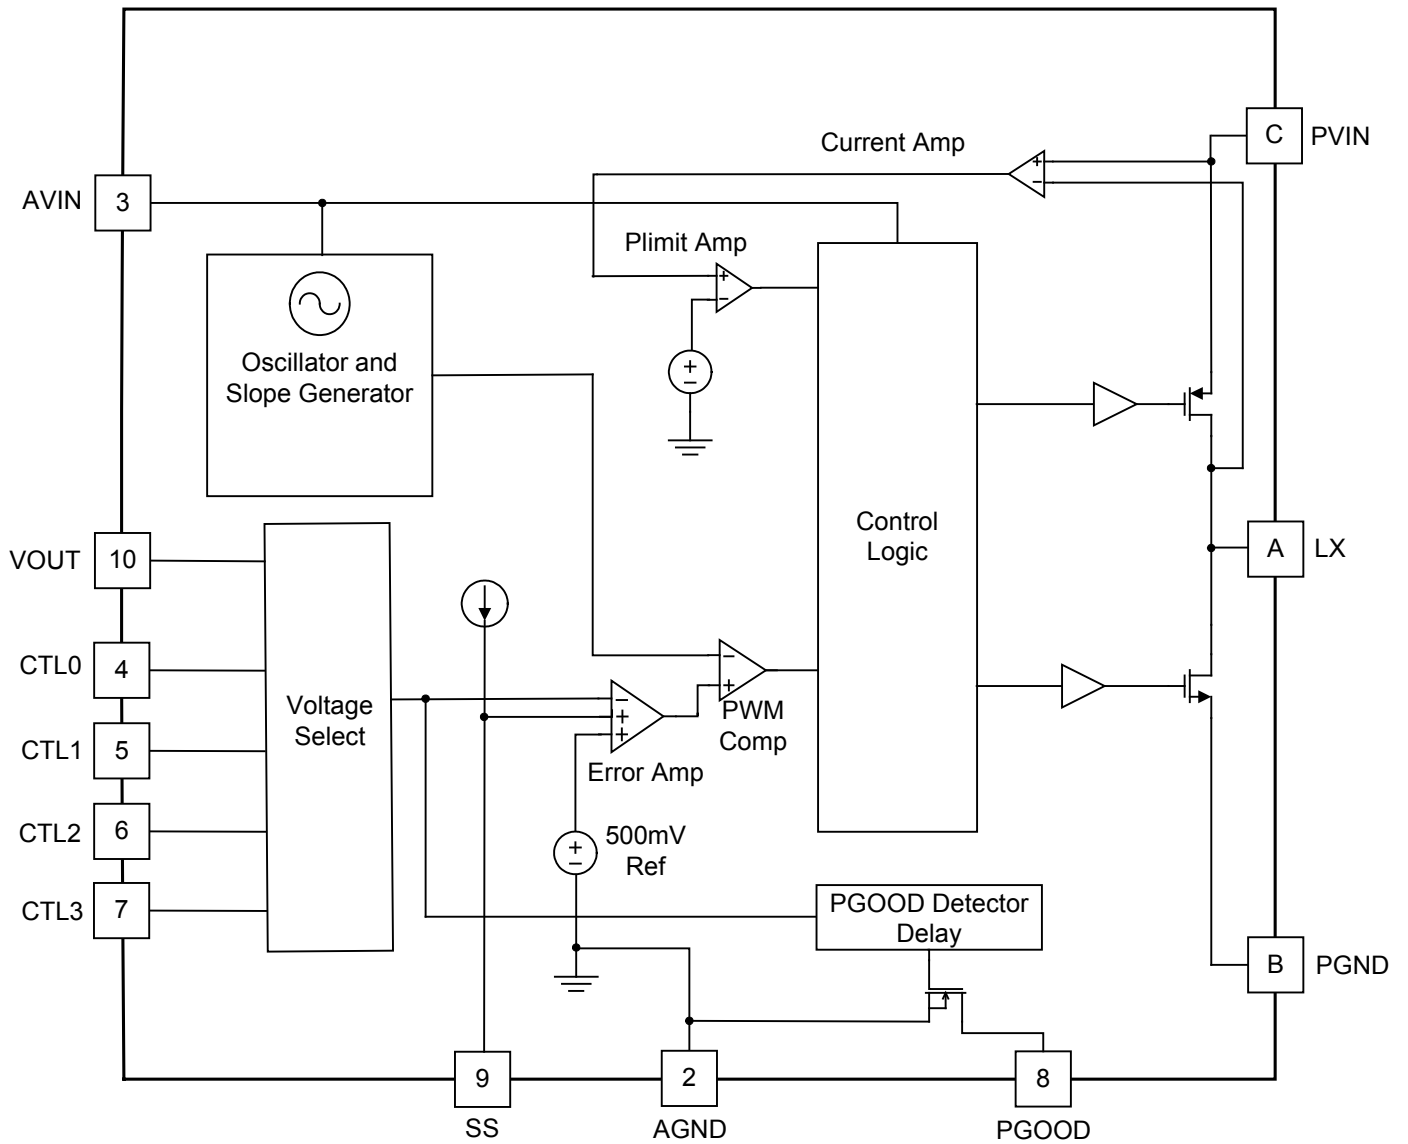 Current Amp
C
PVIN
AVIN
3
Plimit Amp
+
−
+
−
Oscillator and
Slope Generator
+
−
Control
Logic
VOUT
10
A
LX
CTL0
4
−
+
Voltage
Select
−
+
+
PWM
Comp
CTL1
5
Error Amp
CTL2
6
+
−
500mV
Ref
CTL3
7
PGOOD Detector
Delay
B
PGND
9
2
8
SS
AGND
PGOOD